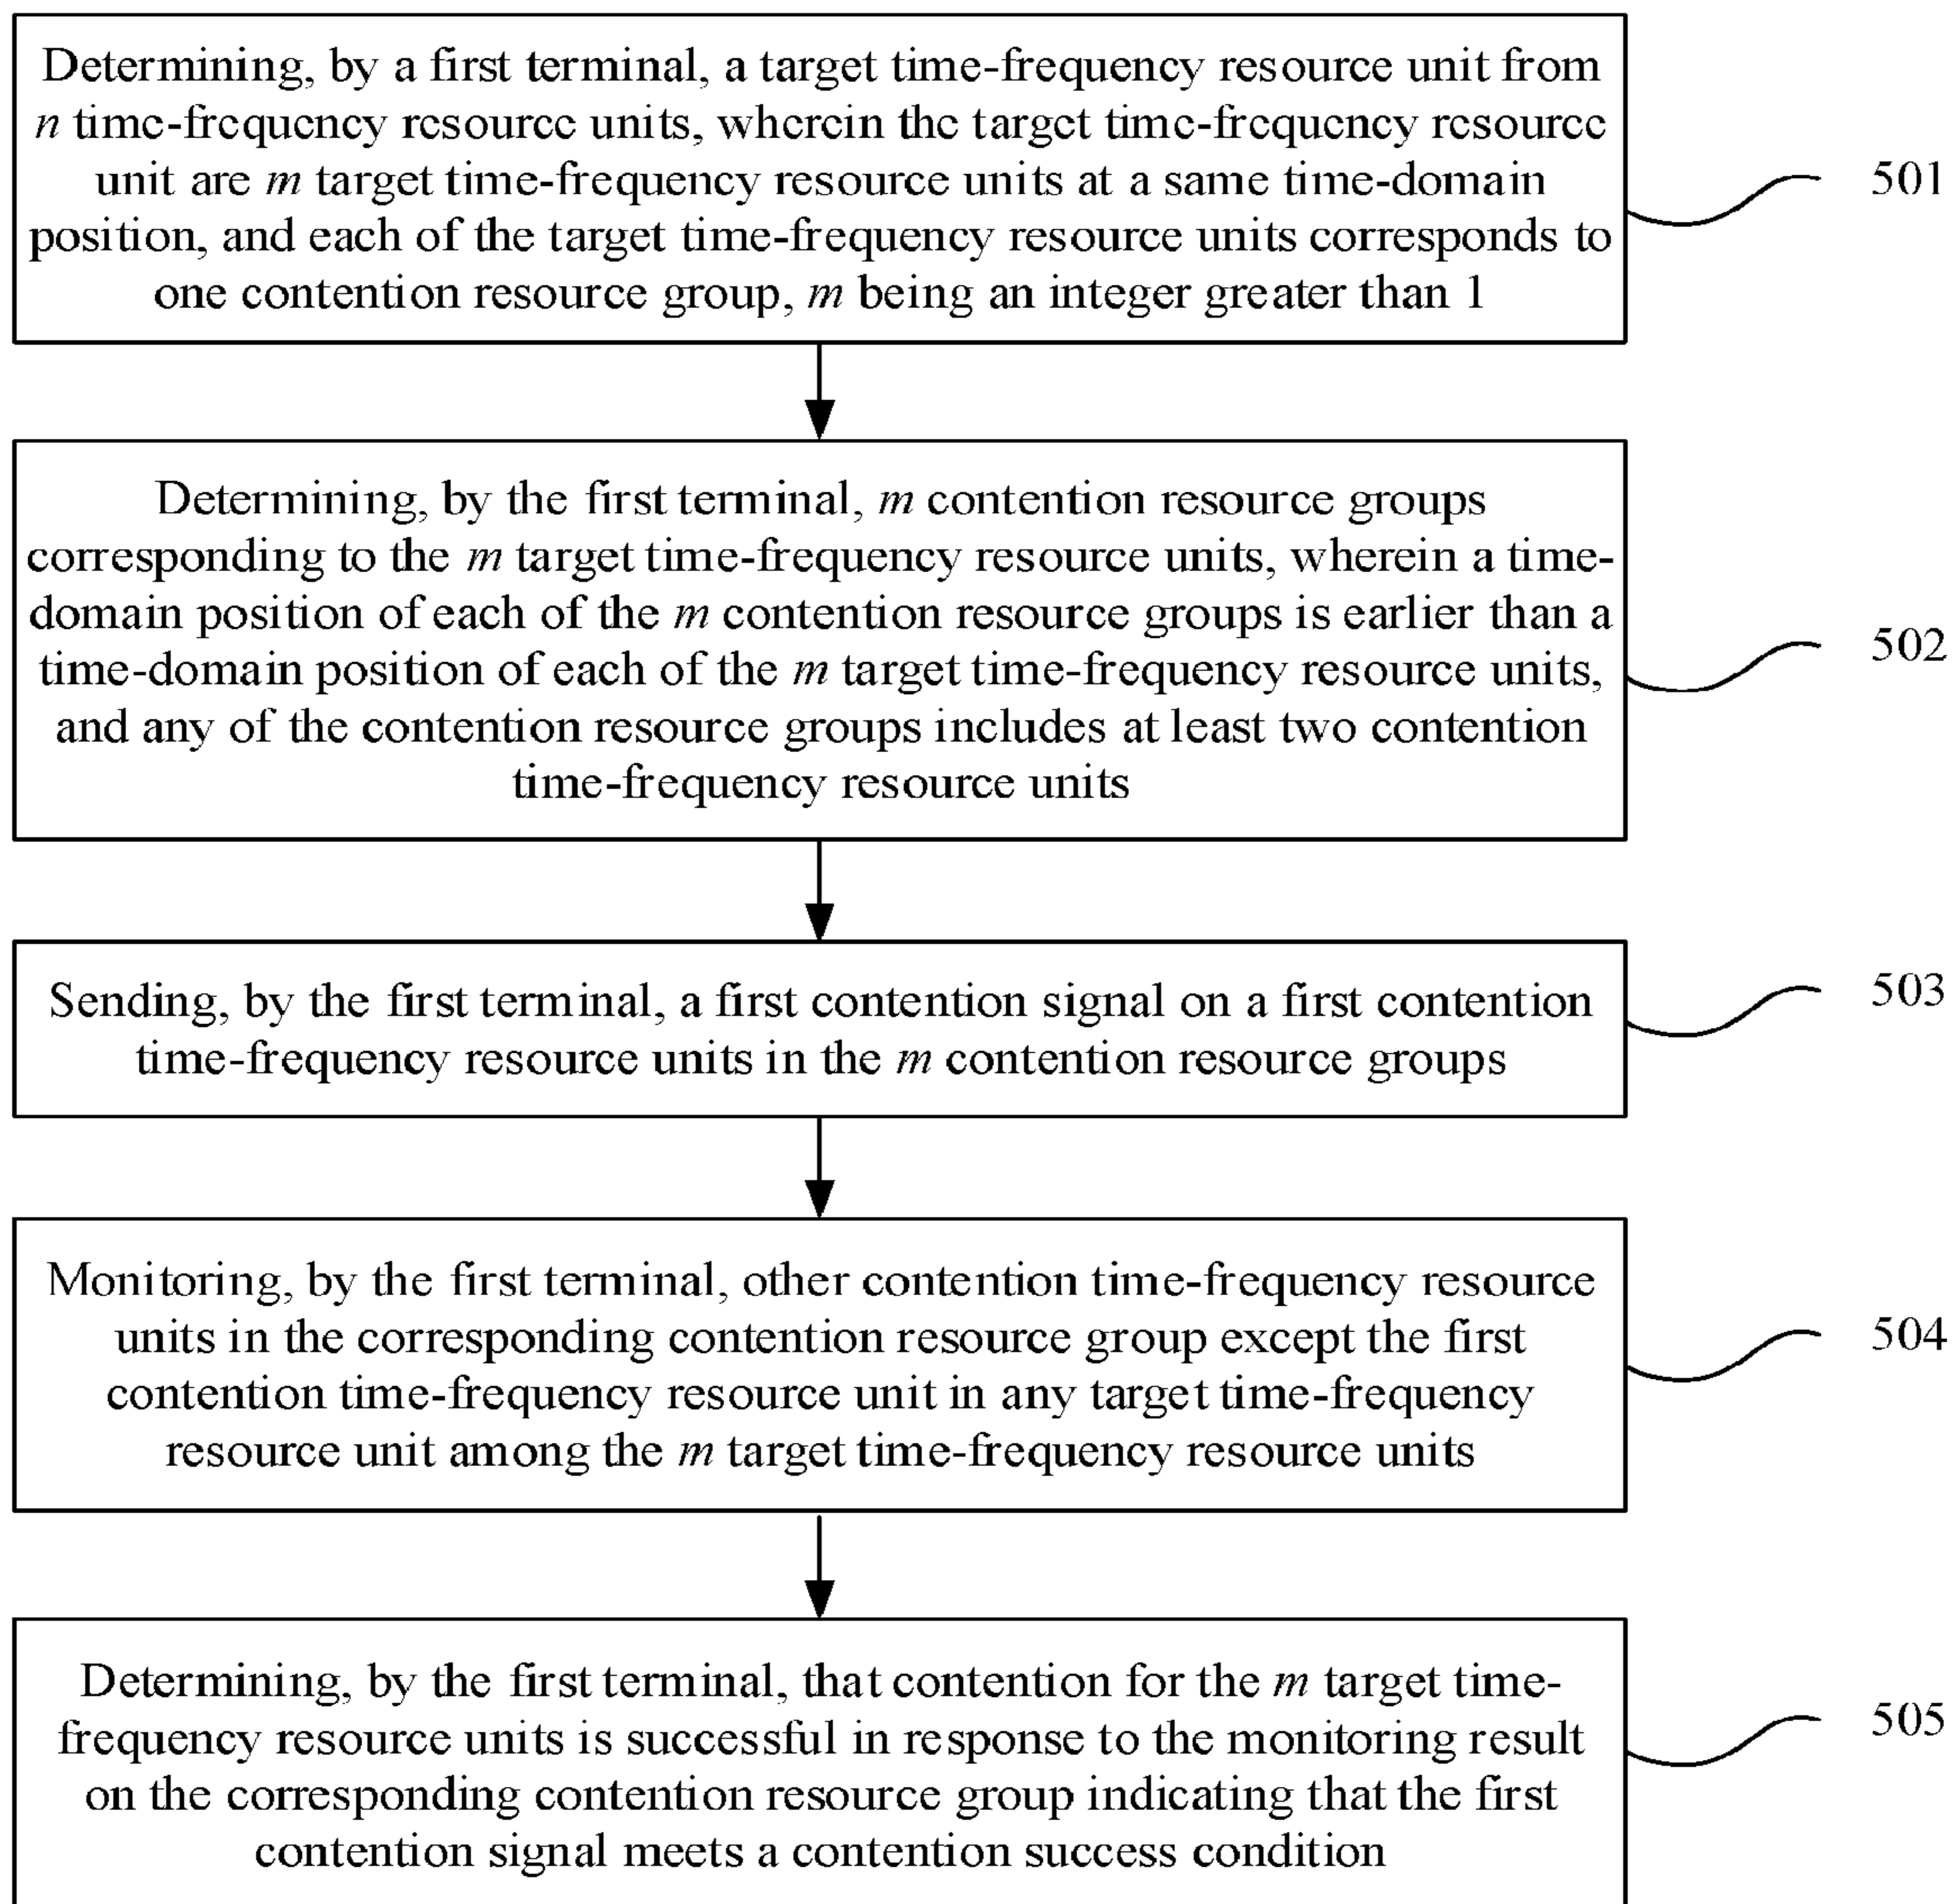 Determining, by a first terminal, a target time-frequency resource unit from
n time-frequency resource units, wherein the target time-frequency resource
unit are m target time-frequency resource units at a same time-domain
position, and each of the target time-frequency resource units corresponds to
one contention resource group, m being an integer greater than 1
501
Determining, by the first terminal, m contention resource groups
corresponding to the m target time-frequency resource units, wherein a time-
domain position of each of the m contention resource groups is earlier than a
time-domain position of each of the m target time-frequency resource units,
and any of the contention resource groups includes at least two contention
time-frequency resource units
502
Sending, by the first terminal, a first contention signal on a first contention
time-frequency resource units in the m contention resource groups
503
Monitoring, by the first terminal, other contention time-frequency resource
units in the corresponding contention resource group except the first
contention time-frequency resource unit in any target time-frequency
resource unit among the m target time-frequency resource units
504
Determining, by the first terminal, that contention for the m target time-
frequency resource units is successful in response to the monitoring result
on the corresponding contention resource group indicating that the first
contention signal meets a contention success condition
505